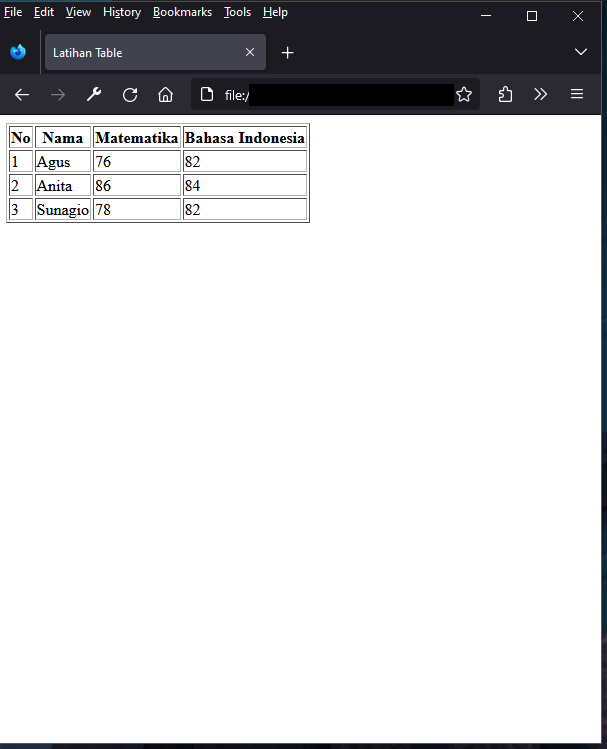 File Edit View History Bookmarks Tools Help
Latihan Table
file:/
No Nama Matematika Bahasa Indonesia
1 Agus 76 82
2 Anita 86 84
3 Sunagio 78 82